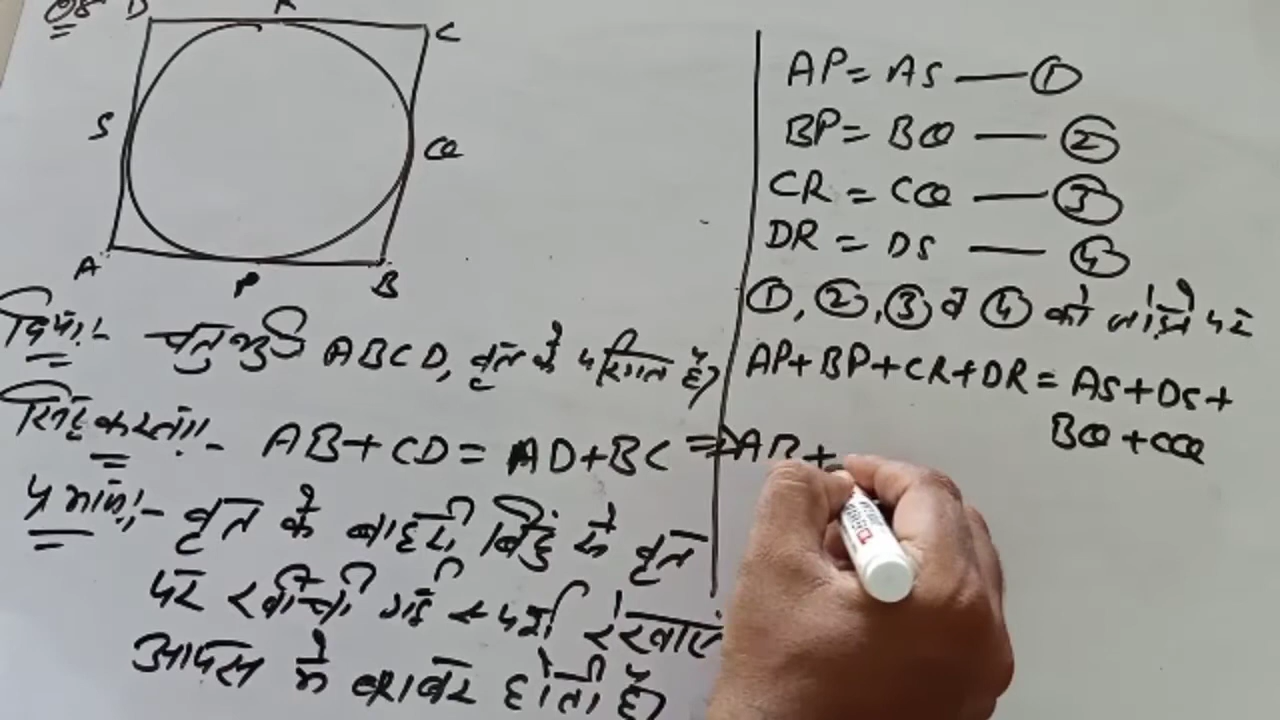 08
D R
C
S
Q
A
P
B
दिया:- चतुर्भुज ABCD, वृत के परिगत है।
सिद्ध करना:- AB+CD = AD+BC
प्रमाण:- वृत के बाहरी बिंदु से वृत
पर खींची गई स्पर्श रेखाएं
आपस में बराबर होती है।
AP = AS — ①
BP = BQ — ②
CR = CQ — ③
DR = DS — ④
①, ②, ③ व ④ को जोड़ने पर
AP+BP+CR+DR = AS+DS+
BQ+CQ
⇒ AB+